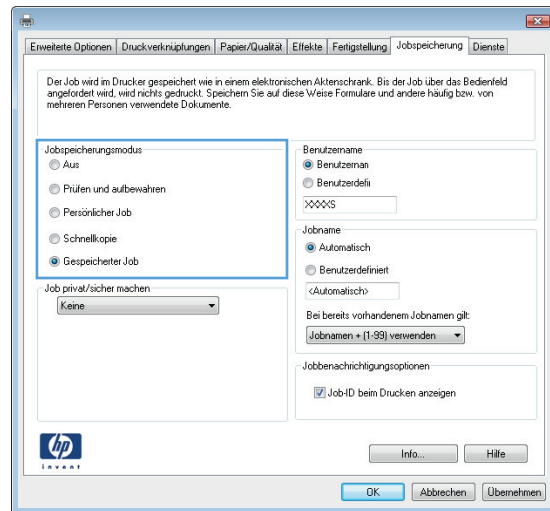 Erweiterte Optionen Druckverknüpfungen Papier/Qualität Effekte Fertigstellung Jobspeicherung Dienste
Der Job wird im Drucker gespeichert wie in einem elektronischen Aktenschrank. Bis der Job über das Bedienfeld
angefordert wird, wird nichts gedruckt. Speichern Sie auf diese Weise Formulare und andere häufig bzw. von
mehreren Personen verwendete Dokumente.
Jobspeicherungsmodus
Aus
Prüfen und aufbewahren
Persönlicher Job
Schnellkopie
Gespeicherter Job
Job privat/sicher machen
Keine
Benutzername
Benutzernan
Benutzerdefii
XXXXS
Jobname
Automatisch
Benutzerdefiniert
<Automatisch>
Bei bereits vorhandenem Jobnamen gilt:
Jobnamen + (1-99) verwenden
Jobbenachrichtigungsoptionen
Job-ID beim Drucken anzeigen
hp
invent
Info... Hilfe
OK Abbrechen Übernehmen